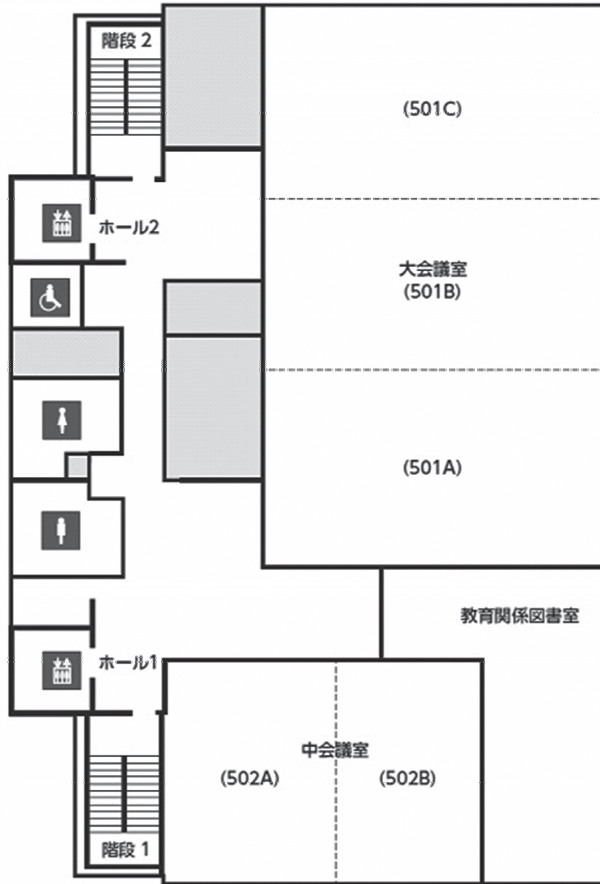 階段 2
(501C)
ホール2
大会議室
(501B)
(501A)
教育関係図書室
ホール1
中会議室
(502A)
(502B)
階段 1